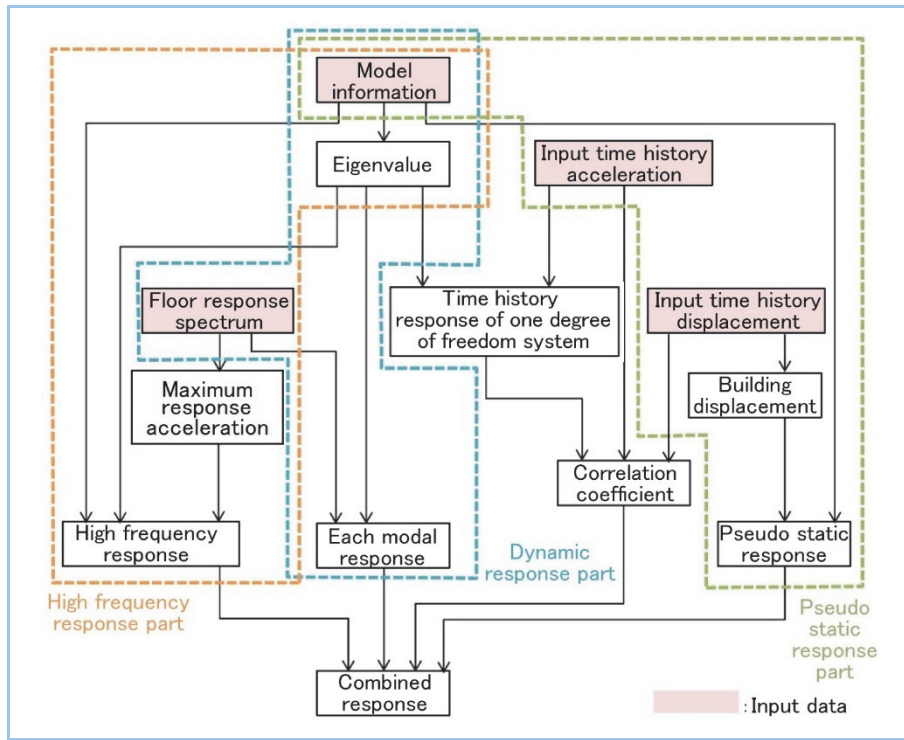 Model
information
Eigenvalue
Input time history
acceleration
Floor response
spectrum
Time history
response of one degree
of freedom system
Input time history
displacement
Maximum
response
acceleration
Building
displacement
Correlation
coefficient
High frequency
response
Each modal
response
Dynamic
response part
Pseudo static
response
High frequency
response part
Pseudo
static
response
part
Combined
response
: Input data